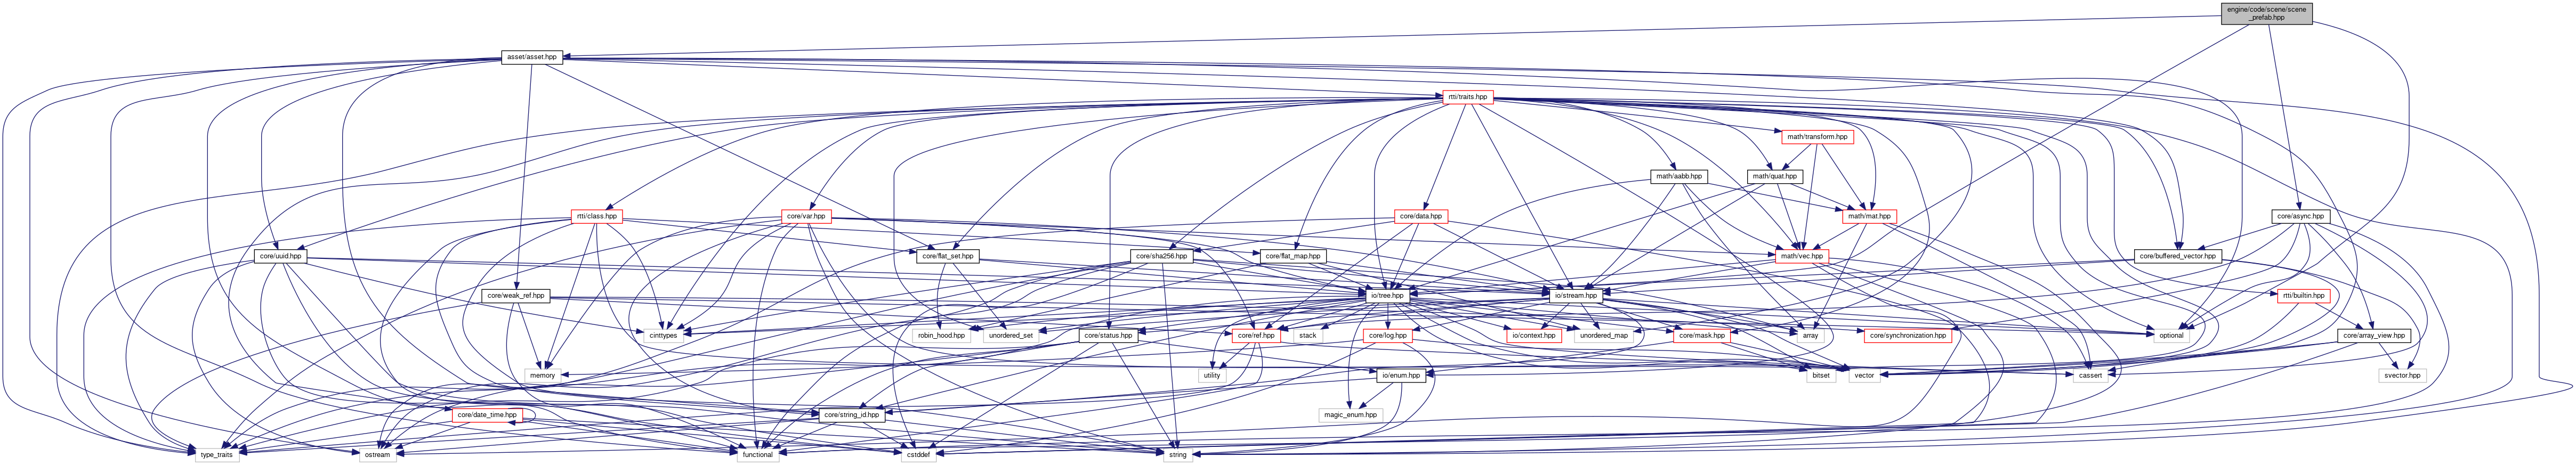 engine/code/scene/scene
_prefab.hpp
asset/asset.hpp
rtti/traits.hpp
math/transform.hpp
math/aabb.hpp
math/quat.hpp
rtti/class.hpp
core/var.hpp
core/data.hpp
math/mat.hpp
core/async.hpp
core/uuid.hpp
core/flat_set.hpp
core/sha256.hpp
core/flat_map.hpp
math/vec.hpp
core/buffered_vector.hpp
core/weak_ref.hpp
io/tree.hpp
io/stream.hpp
rtti/builtin.hpp
cinttypes
robin_hood.hpp
unordered_set
core/status.hpp
core/ref.hpp
stack
core/log.hpp
io/context.hpp
unordered_map
core/mask.hpp
array
core/synchronization.hpp
optional
core/array_view.hpp
memory
utility
io/enum.hpp
bitset
vector
cassert
svector.hpp
core/date_time.hpp
core/string_id.hpp
magic_enum.hpp
type_traits
ostream
functional
cstddef
string